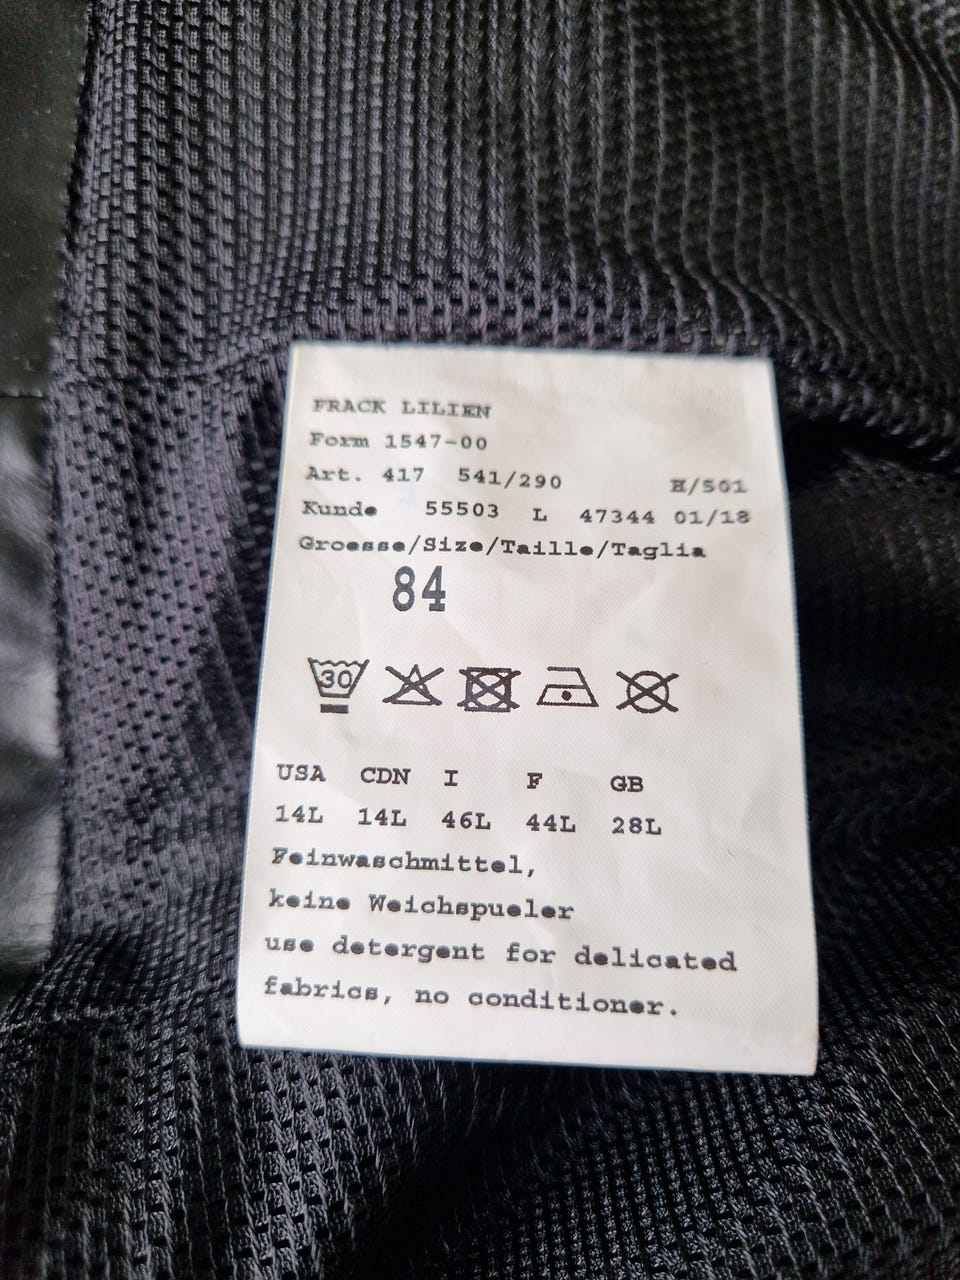 FRACK LILIEN
Form 1547-00
Art. 417 541/290 H/501
Kunde 55503 L 47344 01/18
Groesse/Size/Taille/Taglia
84
30
USA CDN I F GB
14L 14L 46L 44L 28L
Feinwaschmittel,
keine Weichspueler
use detergent for delicated
fabrics, no conditioner.